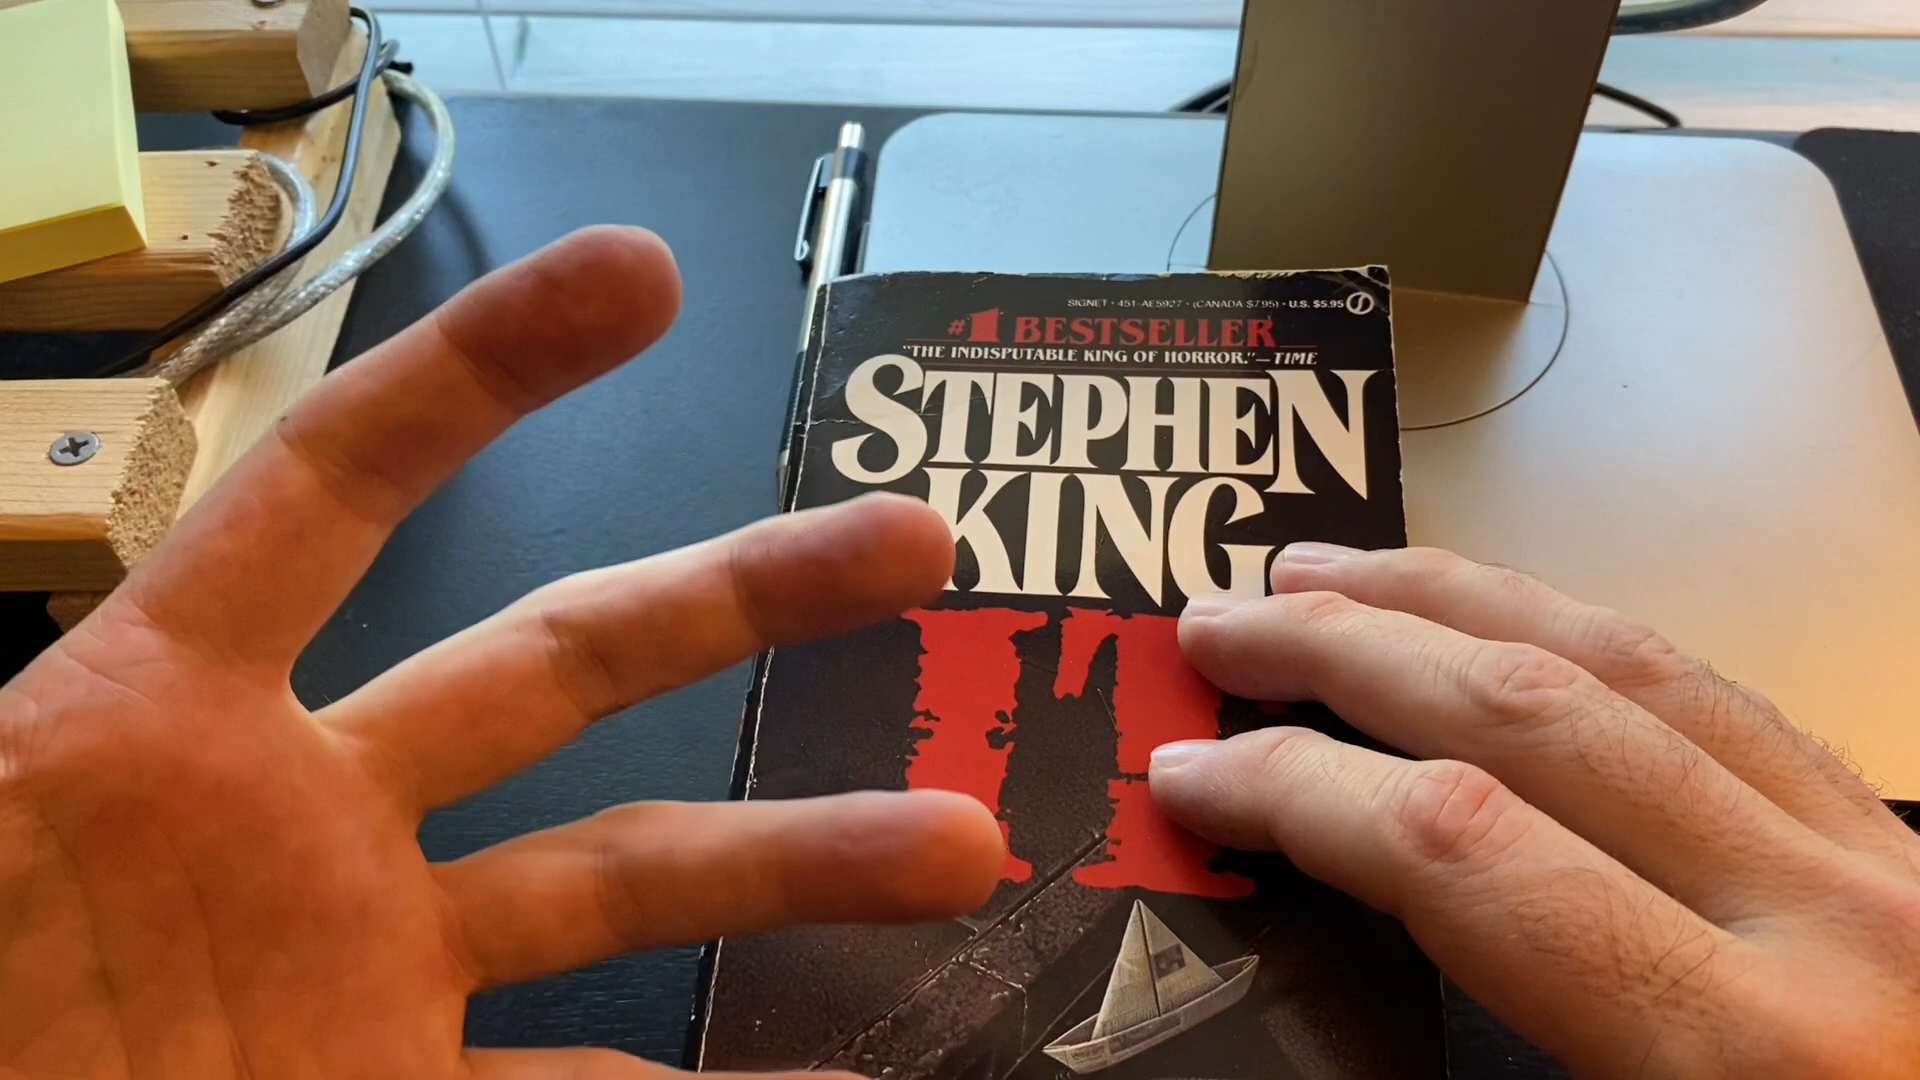 SIGNET • 451-AE5927 • (CANADA $7.95) • U.S. $5.95
#1 BESTSELLER
"THE INDISPUTABLE KING OF HORROR."—TIME
STEPHEN
KING
IT